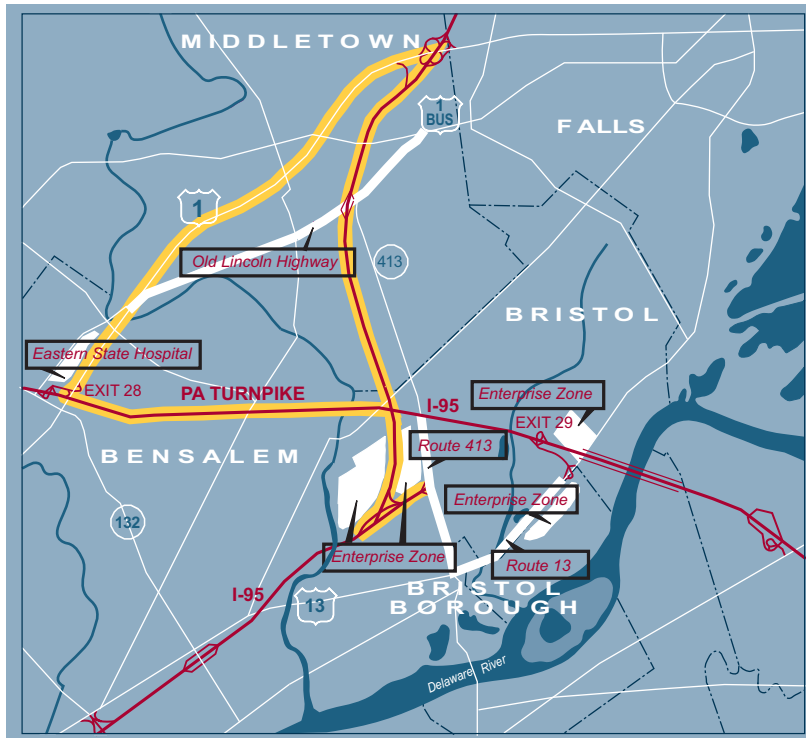 MIDDLETOWN
1
BUS
FALLS
1
Old Lincoln Highway
413
BRISTOL
Eastern State Hospital
EXIT 28
PA TURNPIKE
I-95
Enterprise Zone
EXIT 29
Route 413
BENSALEM
Enterprise Zone
132
Enterprise Zone
Route 13
I-95
13
BRISTOL
BOROUGH
Delaware River